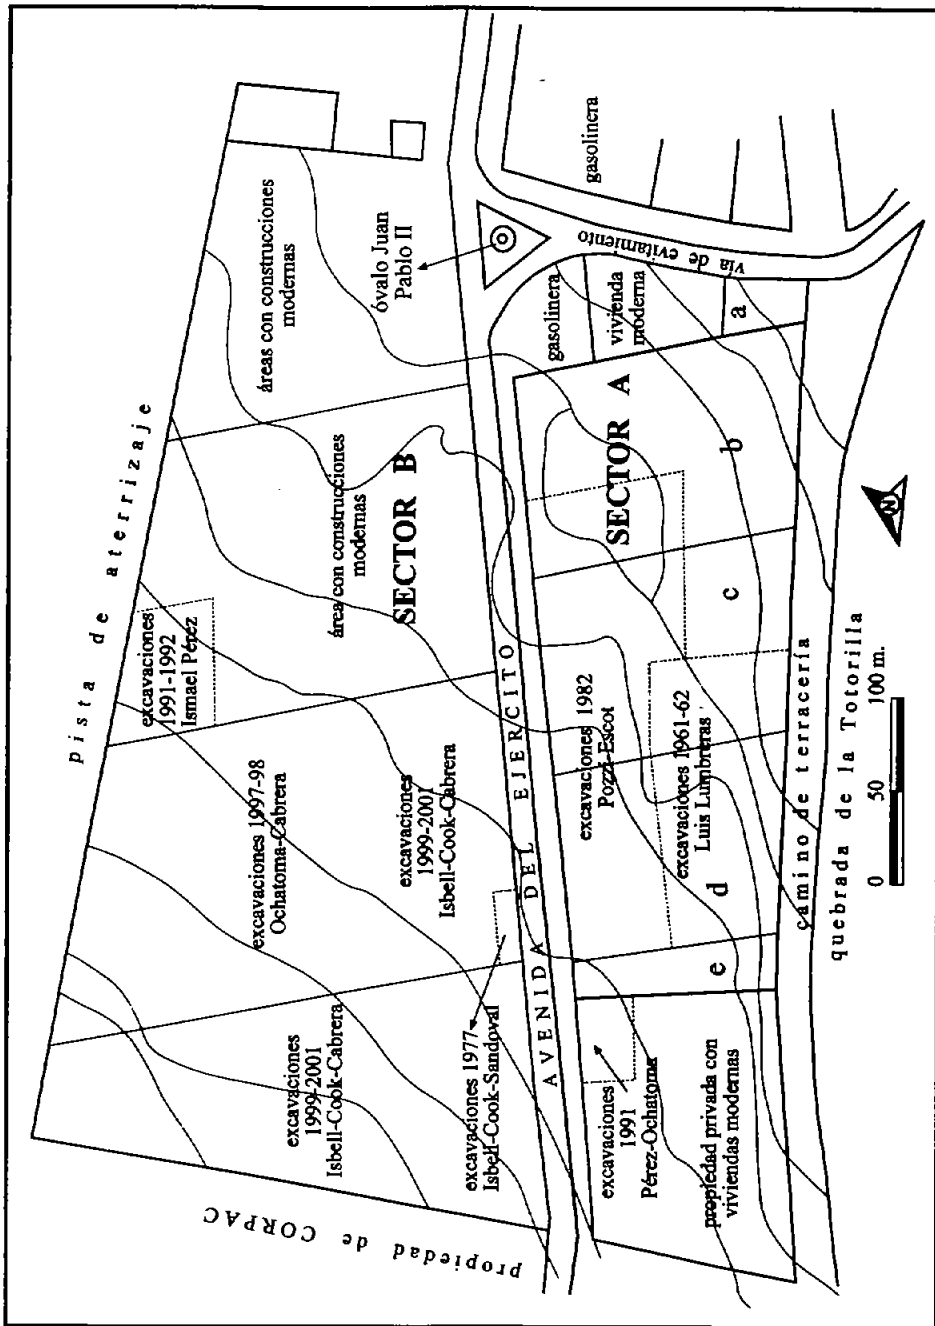 pista de aterrizaje
propiedad de CORPAC
excavaciones
1999-2001
Isbell-Cook-Cabrera
excavaciones 1997-98
Ochatoma-Cabrera
excavaciones
1991-1992
Ismael Pérez
área con construcciones
modernas
áreas con construcciones
modernas
SECTOR B
óvalo Juan
Pablo II
excavaciones
1999-2001
Isbell-Cook-Cabrera
excavaciones 1977
Isbell-Cook-Sandoval
AVENIDA DEL EJERCITO
gasolinera
gasolinera
vivienda
moderna
vía de evitamiento
SECTOR A
excavaciones 1982
Pozzi-Escot
excavaciones
1991
Pérez-Ochatoma
excavaciones 1961-62
Luis Lumbreras
propiedad privada con
viviendas modernas
e
d
c
b
a
camino de terracería
quebrada de la Totorilla
0 50 100 m.
N